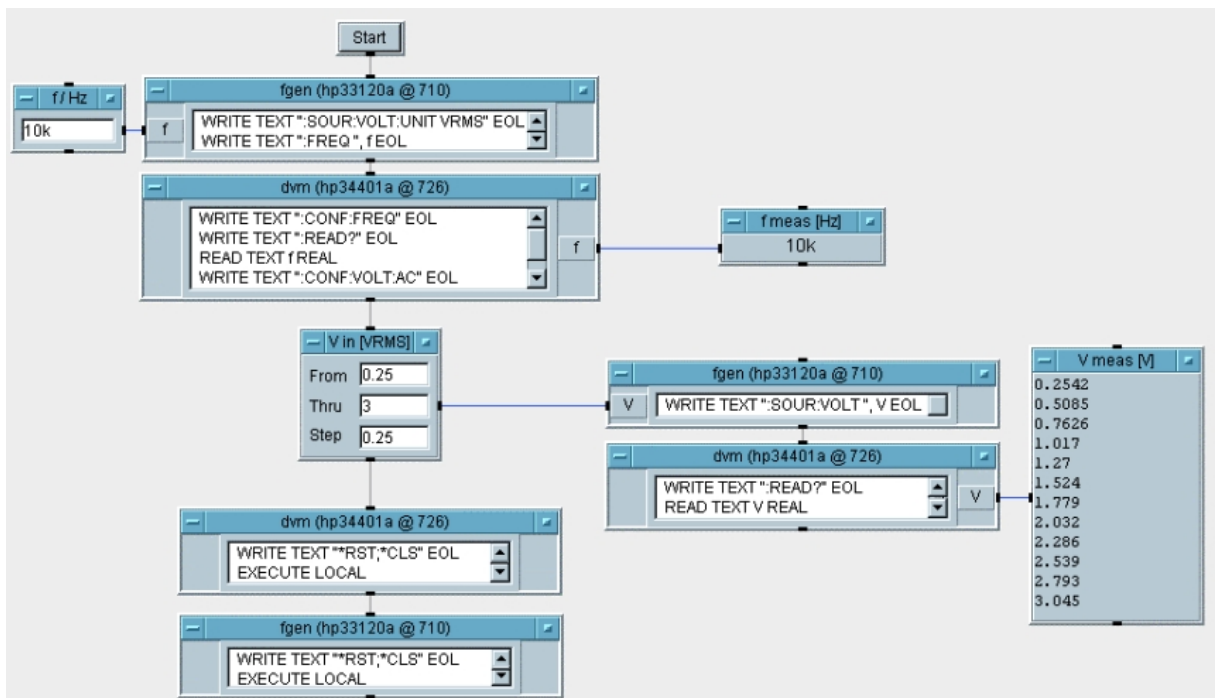 Start
f / Hz
10k
fgen (hp33120a @ 710)
f
WRITE TEXT ":SOUR:VOLT:UNIT VRMS" EOL
WRITE TEXT ":FREQ ", f EOL
dvm (hp34401a @ 726)
WRITE TEXT ":CONF:FREQ" EOL
WRITE TEXT ":READ?" EOL
READ TEXT f REAL
WRITE TEXT ":CONF:VOLT:AC" EOL
f
f meas [Hz]
10k
V in [VRMS]
From 0.25
Thru 3
Step 0.25
fgen (hp33120a @ 710)
V
WRITE TEXT ":SOUR:VOLT ", V EOL
dvm (hp34401a @ 726)
WRITE TEXT ":READ?" EOL
READ TEXT V REAL
V
V meas [V]
0.2542
0.5085
0.7626
1.017
1.27
1.524
1.779
2.032
2.286
2.539
2.793
3.045
dvm (hp34401a @ 726)
WRITE TEXT "*RST;*CLS" EOL
EXECUTE LOCAL
fgen (hp33120a @ 710)
WRITE TEXT "*RST;*CLS" EOL
EXECUTE LOCAL